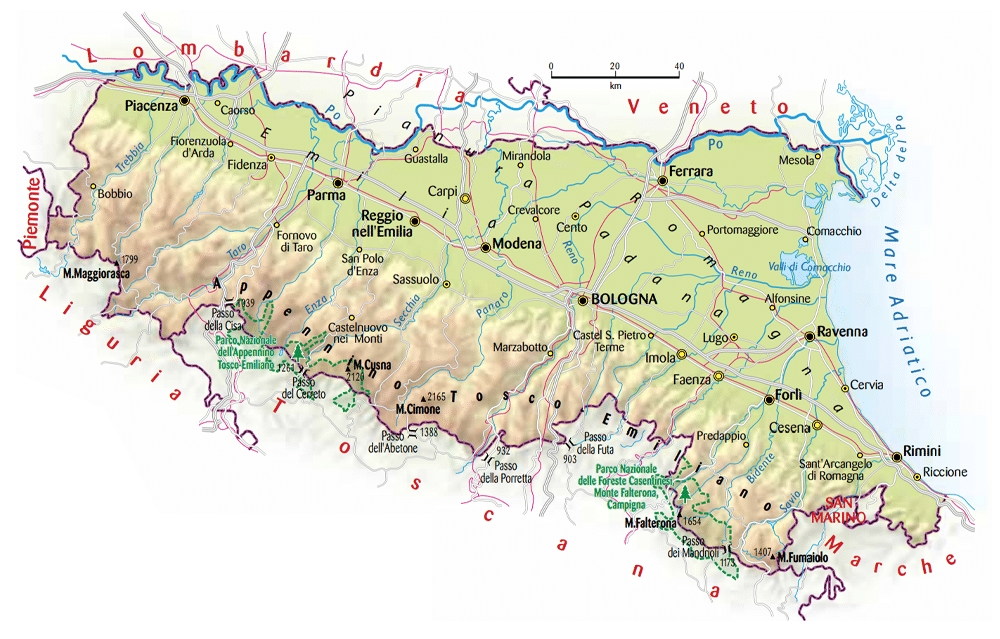 Lombardia
0 20 40
km
Veneto
Piemonte
Liguria
Toscana
Marche
SAN
MARINO
Mare Adriatico
Delta del Po
Pianura Padana
Emilia
Romagna
Appennino Tosco Emiliano
Piacenza
Caorso
Po
Po
Trebbia
Fiorenzuola
d'Arda
Fidenza
Bobbio
Parma
Guastalla
Mirandola
Ferrara
Mesola
Carpi
Reggio
nell'Emilia
Crevalcore
Cento
Portomaggiore
Comacchio
Modena
Fornovo
di Taro
Taro
San Polo
d'Enza
Reno
Reno
Valli di Comacchio
1799
M.Maggiorasca
Sassuolo
Enza
Secchia
Panaro
BOLOGNA
Alfonsine
1039
Passo
della Cisa
Castelnuovo
nei Monti
Marzabotto
Castel S. Pietro
Terme
Lugo
Ravenna
Parco Nazionale
dell'Appennino
Tosco-Emiliano
1261
Passo
del Cerreto
M.Cusna
2120
Imola
Faenza
Cervia
2165
M.Cimone
Forlì
Cesena
Passo
dell'Abetone
1388
932
Passo
della Porretta
903
Passo
della Futa
Predappio
Bidente
Savio
Sant'Arcangelo
di Romagna
Rimini
Riccione
Parco Nazionale
delle Foreste Casentinesi
Monte Falterona,
Campigna
M.Falterona
1654
Passo
dei Mandrioli
1173
1407
M.Fumaiolo